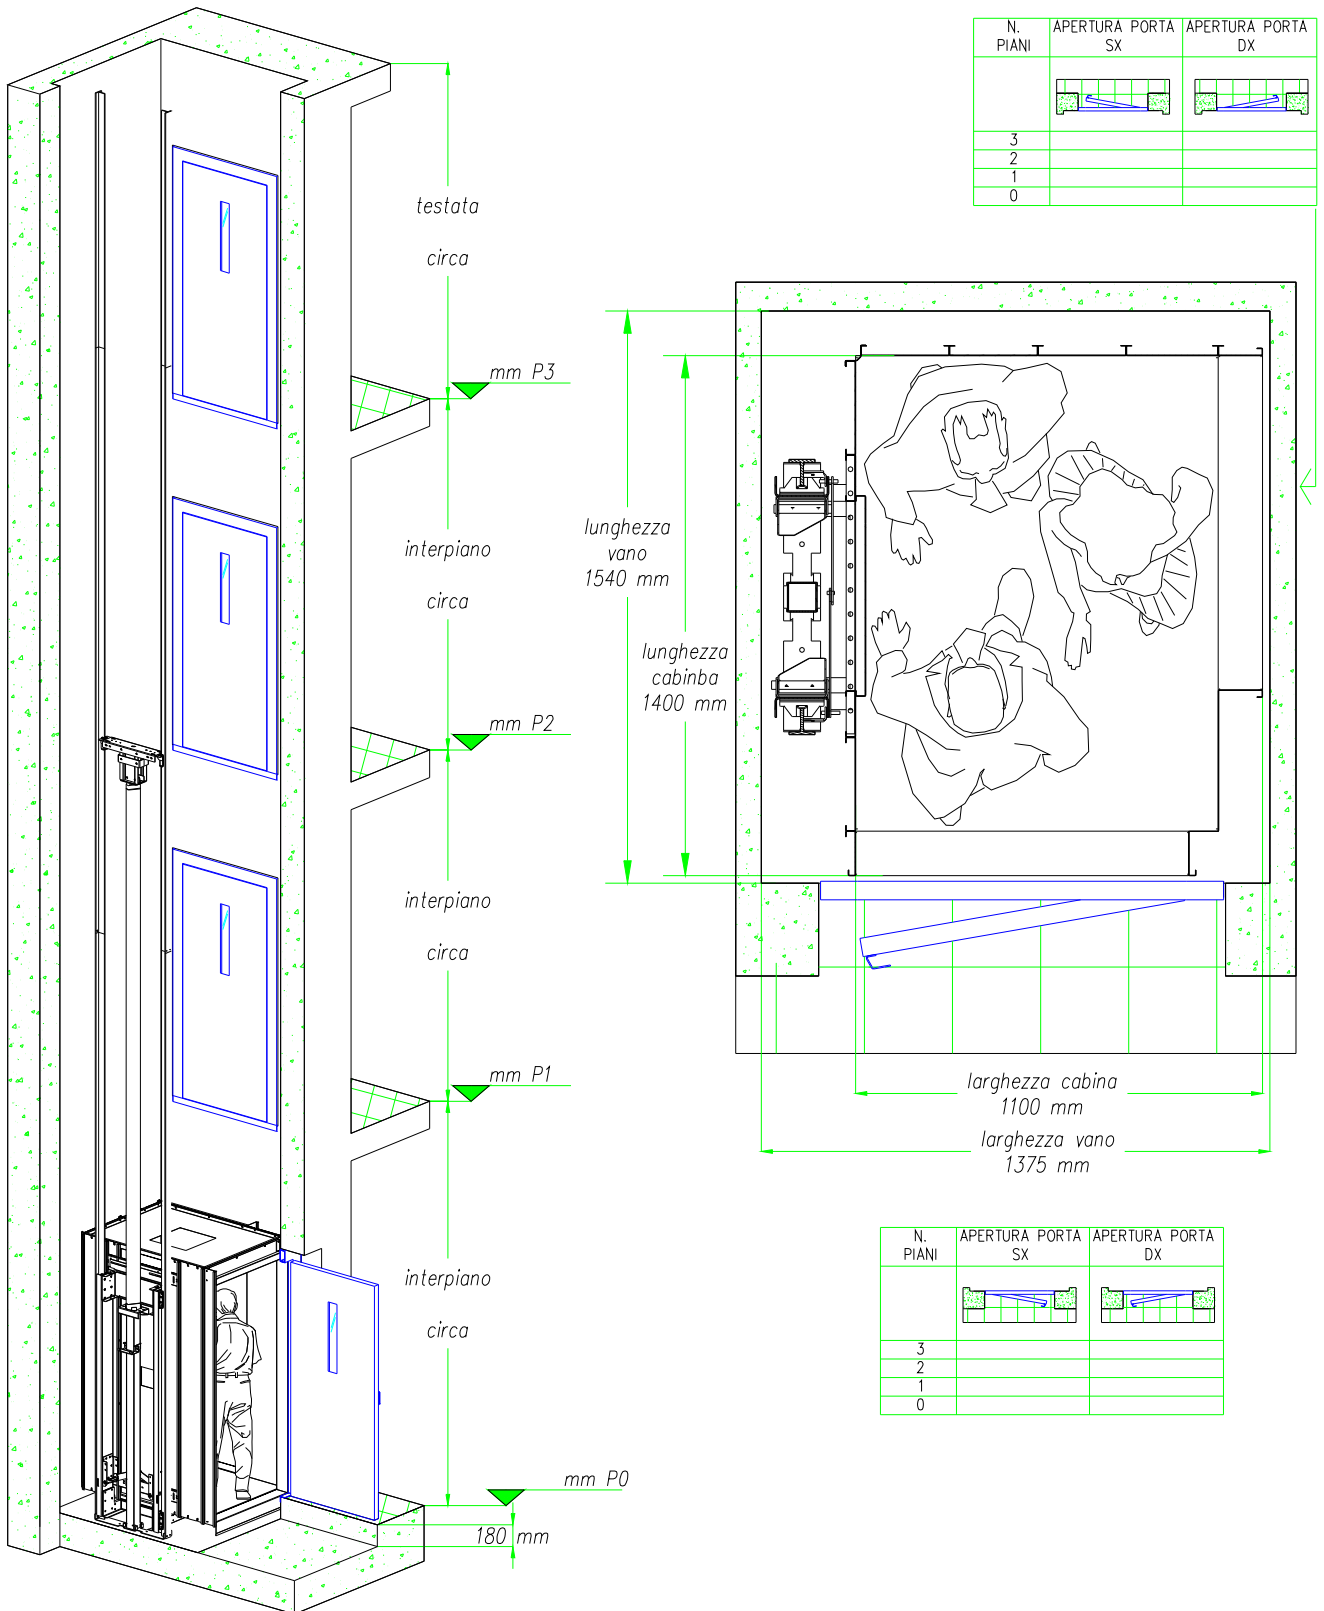 N. PIANI
APERTURA PORTA SX
APERTURA PORTA DX
3
2
1
0
testata
circa
mm P3
interpiano
circa
mm P2
interpiano
circa
mm P1
interpiano
circa
mm P0
180 mm
lunghezza
vano
1540 mm
lunghezza
cabinba
1400 mm
larghezza cabina
1100 mm
larghezza vano
1375 mm
N. PIANI
APERTURA PORTA SX
APERTURA PORTA DX
3
2
1
0